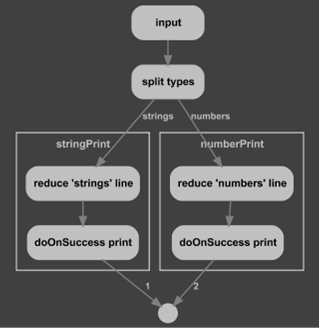 input
split types
strings
numbers
stringPrint
numberPrint
reduce 'strings' line
reduce 'numbers' line
doOnSuccess print
doOnSuccess print
1
2